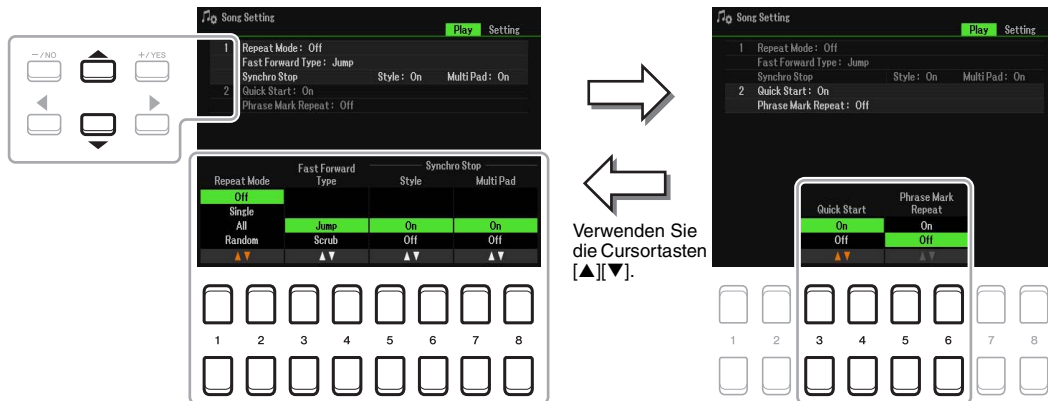 Song Setting
Play Setting
- / NO
+ / YES
1 Repeat Mode: Off
Fast Forward Type: Jump
Synchro Stop Style: On Multi Pad: On
2 Quick Start: On
Phrase Mark Repeat: Off
Repeat Mode
Fast Forward Type
Synchro Stop
Style
Multi Pad
Off
Single
All
Random
Jump
Scrub
On
Off
On
Off
▲▼ ▲▼ ▲▼ ▲▼
1 2 3 4 5 6 7 8
Verwenden Sie
die Cursortasten
[▲][▼].
Song Setting
Play Setting
1 Repeat Mode: Off
Fast Forward Type: Jump
Synchro Stop Style: On Multi Pad: On
2 Quick Start: On
Phrase Mark Repeat: Off
Quick Start
Phrase Mark
Repeat
On
Off
On
Off
▲▼ ▲▼
1 2 3 4 5 6 7 8